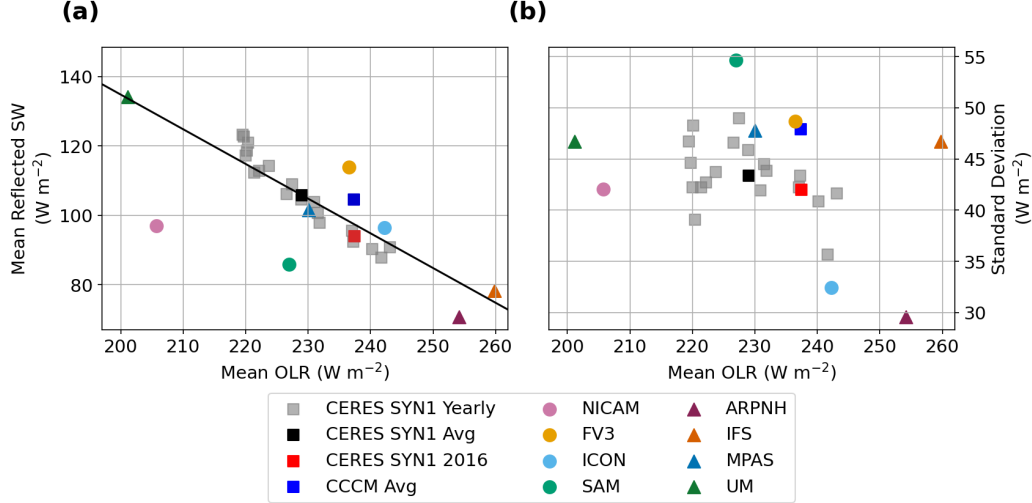 (a)
(b)
Mean Reflected SW
(W m⁻²)
140
120
100
80
200
210
220
230
240
250
260
Mean OLR (W m⁻²)
55
50
45
40
35
30
Standard Deviation
(W m⁻²)
200
210
220
230
240
250
260
Mean OLR (W m⁻²)
CERES SYN1 Yearly
CERES SYN1 Avg
CERES SYN1 2016
CCCM Avg
NICAM
FV3
ICON
SAM
ARPNH
IFS
MPAS
UM